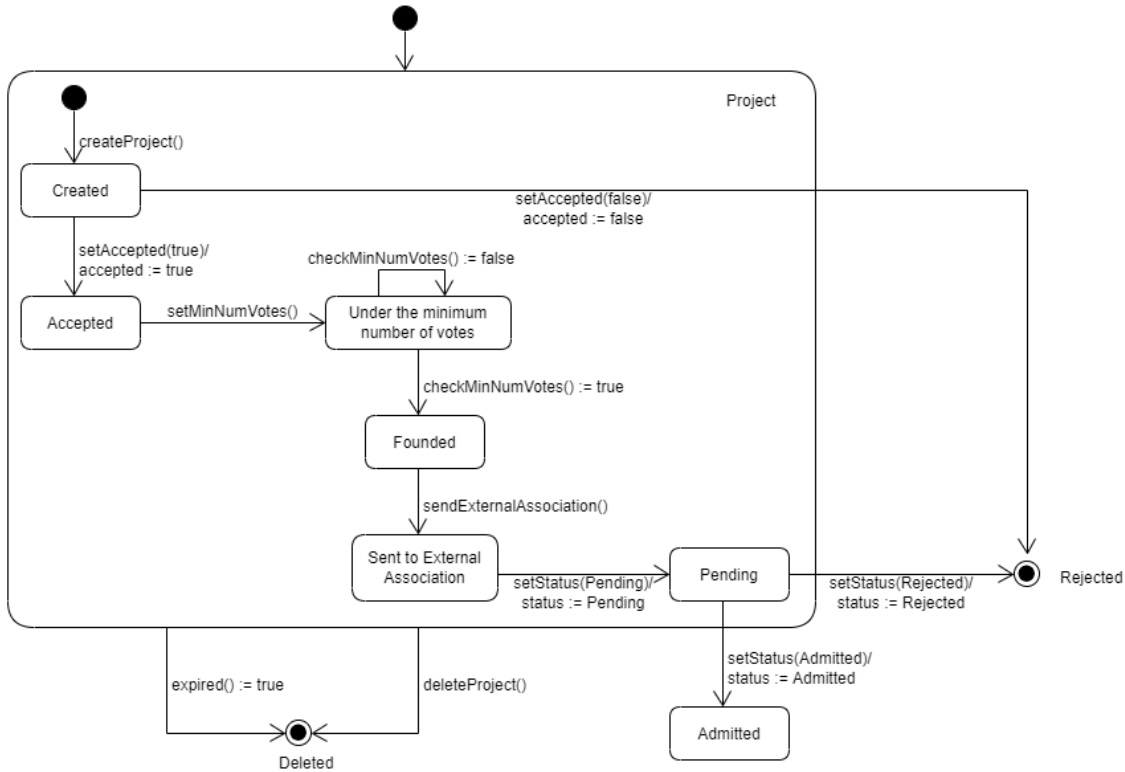 Project
createProject()
Created
setAccepted(false)/
accepted := false
setAccepted(true)/
accepted := true
checkMinNumVotes() := false
Accepted
setMinNumVotes()
Under the minimum
number of votes
checkMinNumVotes() := true
Founded
sendExternalAssociation()
Sent to External
Association
setStatus(Pending)/
status := Pending
Pending
setStatus(Rejected)/
status := Rejected
Rejected
setStatus(Admitted)/
status := Admitted
expired() := true
deleteProject()
Admitted
Deleted